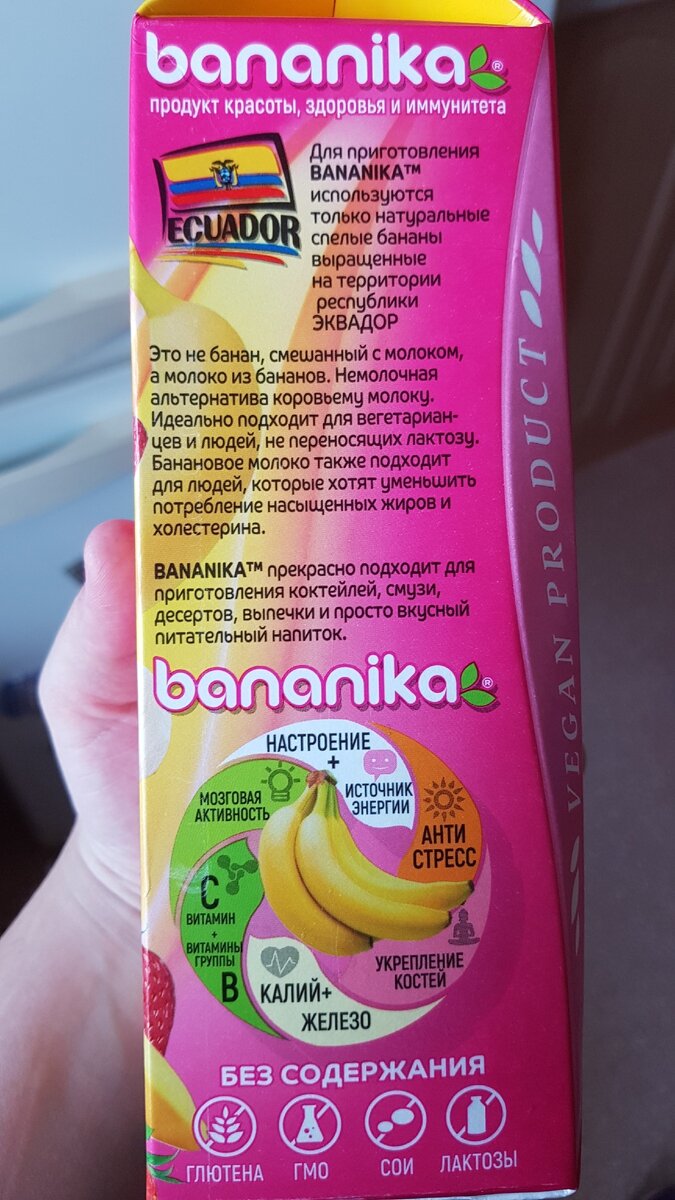 bananika®
продукт красоты, здоровья и иммунитета
ECUADOR
Для приготовления
BANANIKA™
используются
только натуральные
спелые бананы
выращенные
на территории
республики
ЭКВАДОР
Это не банан, смешанный с молоком,
а молоко из бананов. Немолочная
альтернатива коровьему молоку.
Идеально подходит для вегетариан-
цев и людей, не переносящих лактозу.
Банановое молоко также подходит
для людей, которые хотят уменьшить
потребление насыщенных жиров и
холестерина.
BANANIKA™ прекрасно подходит для
приготовления коктейлей, смузи,
десертов, выпечки и просто вкусный
питательный напиток.
VEGAN PRODUCT
bananika®
НАСТРОЕНИЕ
+
ИСТОЧНИК
ЭНЕРГИИ
АНТИ
СТРЕСС
УКРЕПЛЕНИЕ
КОСТЕЙ
КАЛИЙ+
ЖЕЛЕЗО
C
ВИТАМИН
+
ВИТАМИНЫ
ГРУППЫ
B
МОЗГОВАЯ
АКТИВНОСТЬ
БЕЗ СОДЕРЖАНИЯ
ГЛЮТЕНА ГМО СОИ ЛАКТОЗЫ